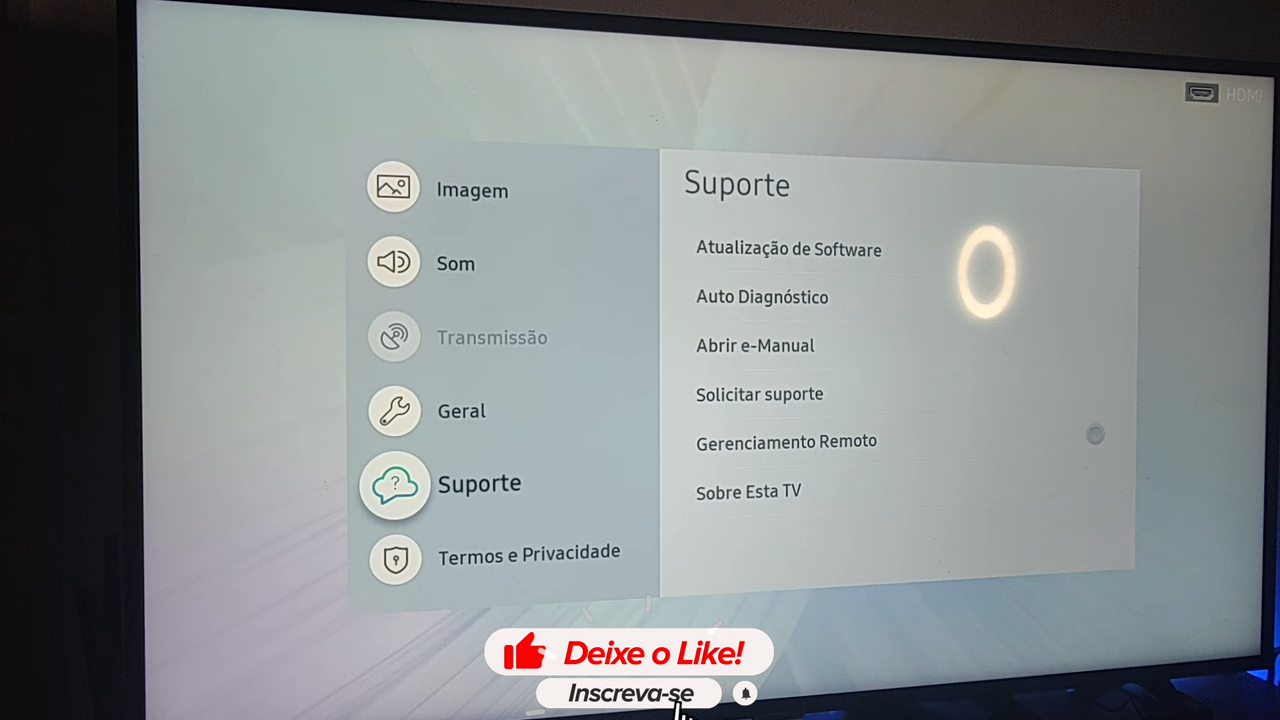 HDMI
Imagem
Som
Transmissão
Geral
Suporte
Termos e Privacidade
Suporte
Atualização de Software
Auto Diagnóstico
Abrir e-Manual
Solicitar suporte
Gerenciamento Remoto
Sobre Esta TV
Deixe o Like!
Inscreva-se